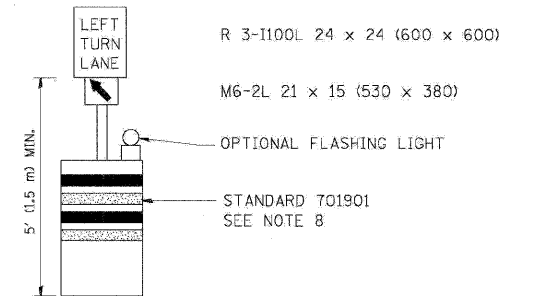 LEFT
TURN
LANE
R 3-I100L 24 x 24 (600 x 600)
M6-2L 21 x 15 (530 x 380)
OPTIONAL FLASHING LIGHT
5' (1.5 m) MIN.
STANDARD 701901
SEE NOTE 8